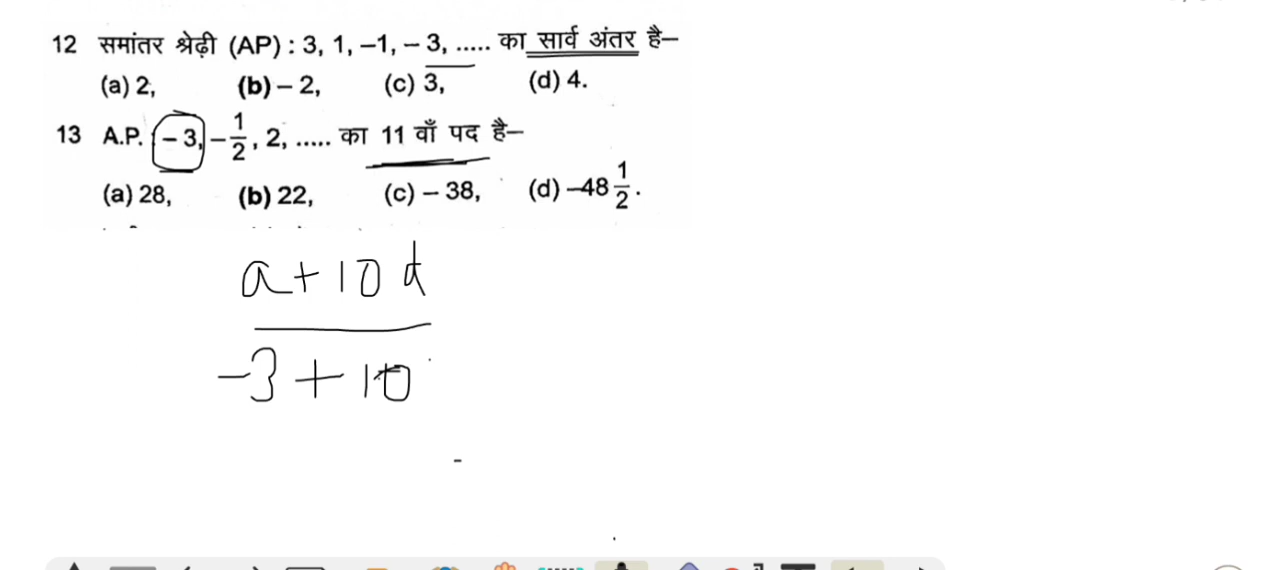 12 समांतर श्रेढ़ी (AP) : 3, 1, –1, – 3, ..... का सार्व अंतर है–
(a) 2, (b) – 2, (c) 3, (d) 4.
13 A.P. – 3, – 1/2, 2, ..... का 11 वाँ पद है–
(a) 28, (b) 22, (c) – 38, (d) –48 1/2.
a+10d
-3+10